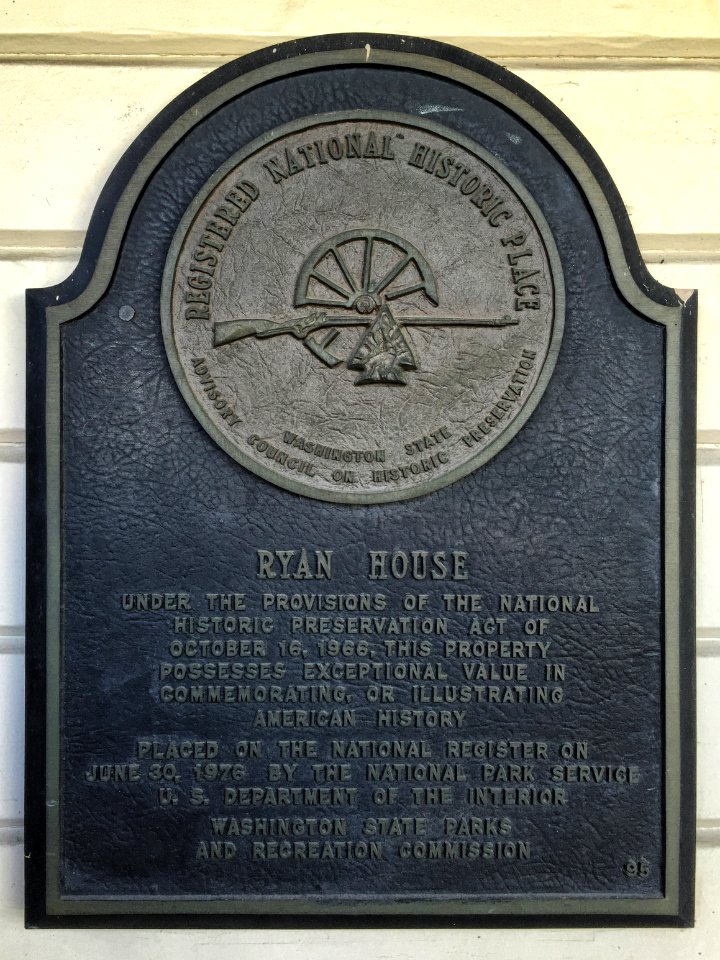 REGISTERED NATIONAL HISTORIC PLACE
WASHINGTON STATE
ADVISORY COUNCIL ON HISTORIC PRESERVATION
RYAN HOUSE
UNDER THE PROVISIONS OF THE NATIONAL
HISTORIC PRESERVATION ACT OF
OCTOBER 16, 1966, THIS PROPERTY
POSSESSES EXCEPTIONAL VALUE IN
COMMEMORATING, OR ILLUSTRATING
AMERICAN HISTORY
PLACED ON THE NATIONAL REGISTER ON
JUNE 30, 1976 BY THE NATIONAL PARK SERVICE
U. S. DEPARTMENT OF THE INTERIOR
WASHINGTON STATE PARKS
AND RECREATION COMMISSION